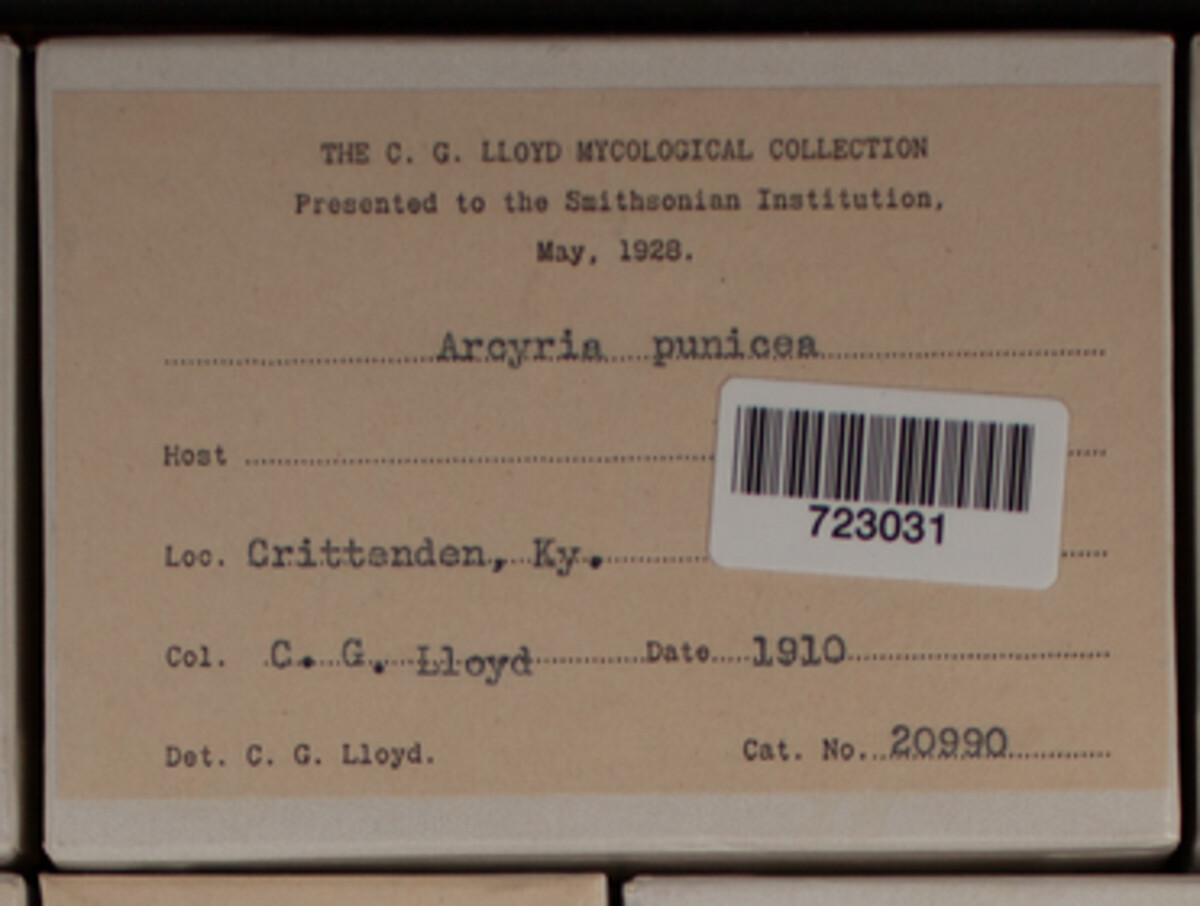 THE C. G. LLOYD MYCOLOGICAL COLLECTION
Presented to the Smithsonian Institution,
May, 1928.
Arcyria punicea
Host
723031
Loc. Crittenden, Ky.
Col. C. G. Lloyd Date 1910
Det. C. G. Lloyd. Cat. No. 20990